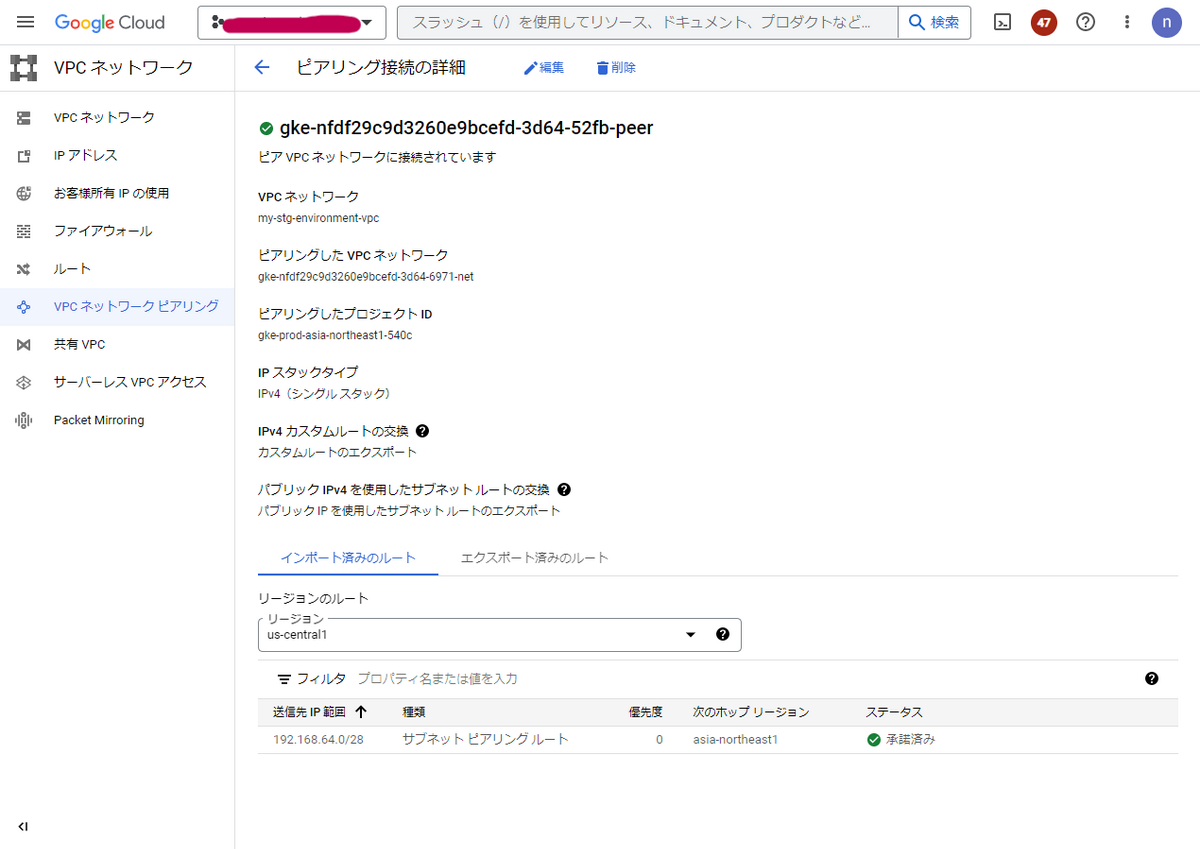 Google Cloud
スラッシュ（/）を使用してリソース、ドキュメント、プロダクトなど...
検索
47
n
VPC ネットワーク
ピアリング接続の詳細
編集
削除
VPC ネットワーク
IP アドレス
お客様所有 IP の使用
ファイアウォール
ルート
VPC ネットワーク ピアリング
共有 VPC
サーバーレス VPC アクセス
Packet Mirroring
gke-nfdf29c9d3260e9bcefd-3d64-52fb-peer
ピア VPC ネットワークに接続されています
VPC ネットワーク
my-stg-environment-vpc
ピアリングした VPC ネットワーク
gke-nfdf29c9d3260e9bcefd-3d64-6971-net
ピアリングしたプロジェクト ID
gke-prod-asia-northeast1-540c
IP スタックタイプ
IPv4（シングル スタック）
IPv4 カスタムルートの交換
カスタムルートのエクスポート
パブリック IPv4 を使用したサブネット ルートの交換
パブリック IP を使用したサブネット ルートのエクスポート
インポート済みのルート
エクスポート済みのルート
リージョンのルート
リージョン
us-central1
フィルタ プロパティ名または値を入力
送信先 IP 範囲 種類 優先度 次のホップ リージョン ステータス
192.168.64.0/28 サブネット ピアリング ルート 0 asia-northeast1 承諾済み